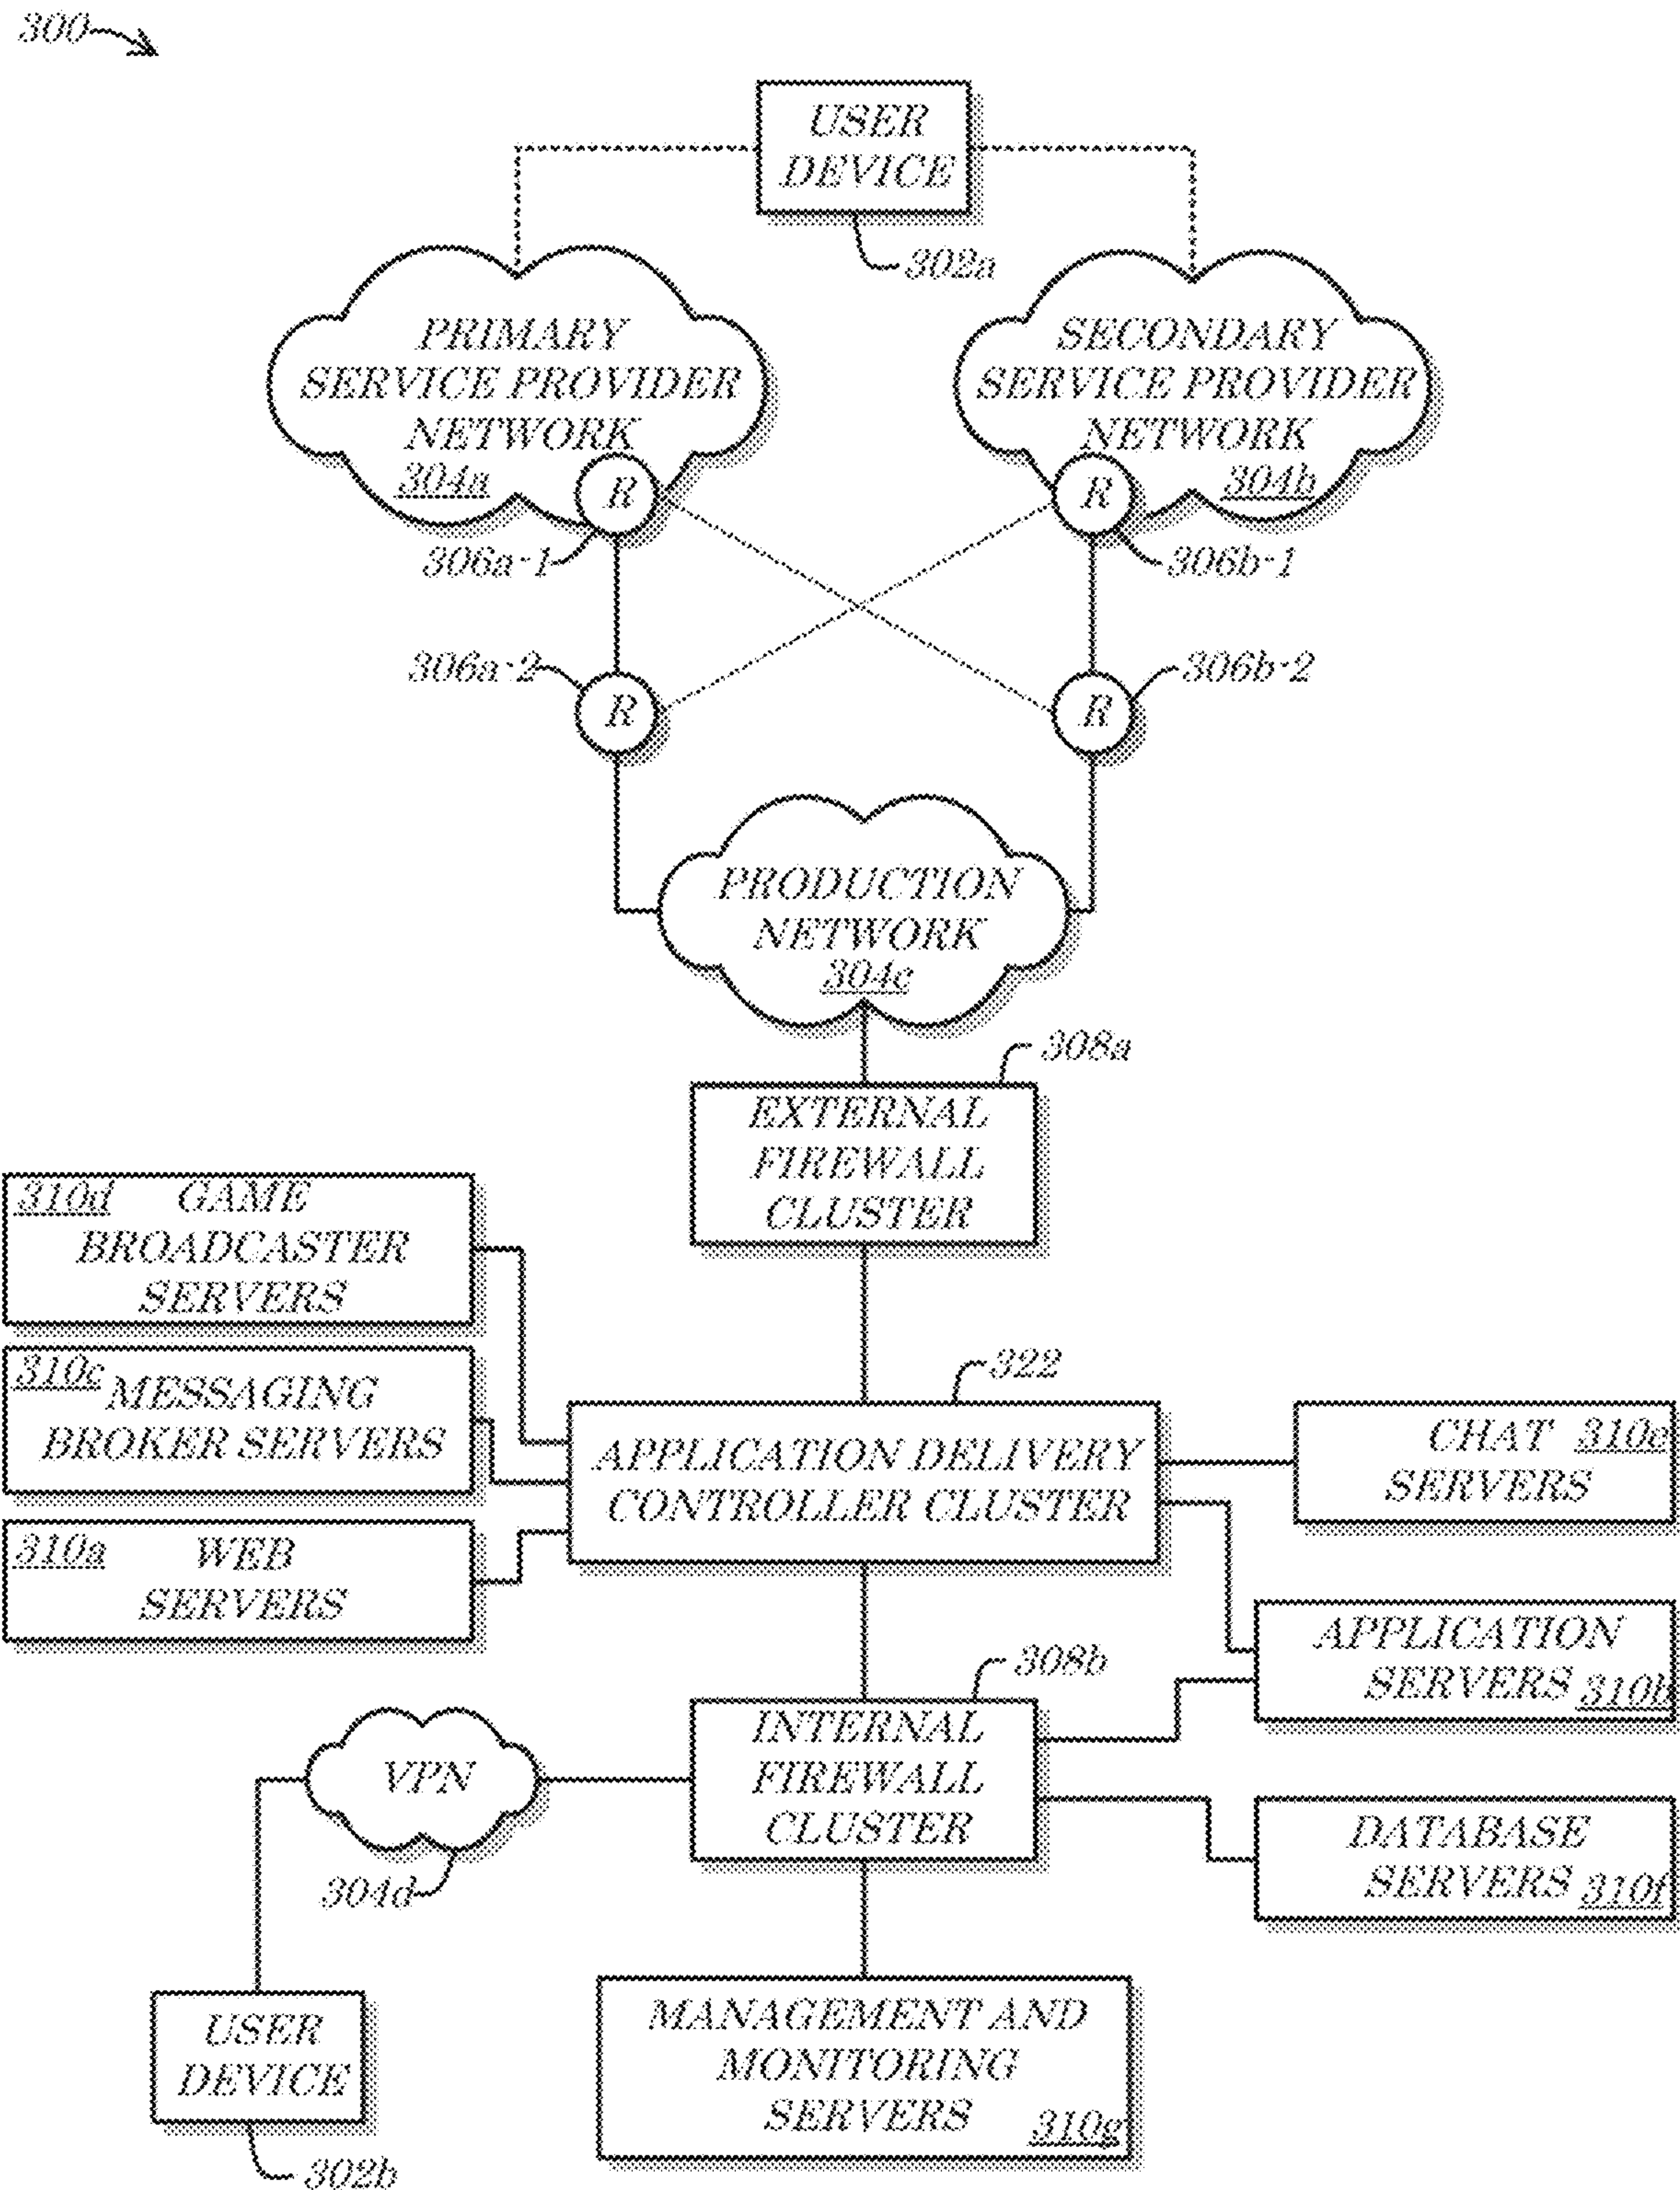 300
USER
DEVICE
302a
PRIMARY
SERVICE PROVIDER
NETWORK
304a
R
306a-1
SECONDARY
SERVICE PROVIDER
NETWORK
304b
R
306b-1
306a-2
R
R
306b-2
PRODUCTION
NETWORK
304c
308a
EXTERNAL
FIREWALL
CLUSTER
310d GAME
BROADCASTER
SERVERS
310c MESSAGING
BROKER SERVERS
310a WEB
SERVERS
322
APPLICATION DELIVERY
CONTROLLER CLUSTER
CHAT 310e
SERVERS
APPLICATION
SERVERS 310b
308b
INTERNAL
FIREWALL
CLUSTER
VPN
304d
DATABASE
SERVERS 310f
USER
DEVICE
302b
MANAGEMENT AND
MONITORING
SERVERS 310g